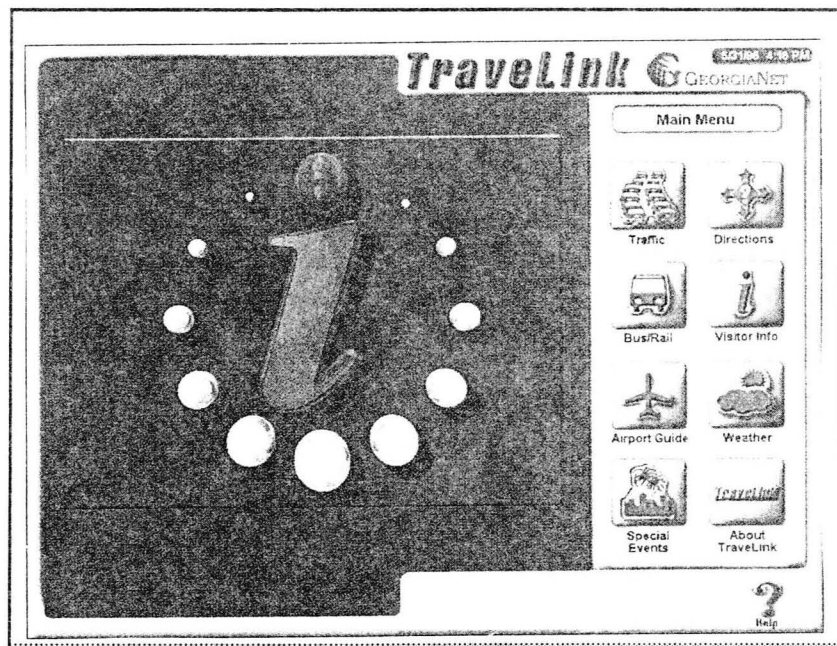 TraveLink
GEORGIANET
Main Menu
Traffic
Directions
Bus/Rail
Visitor Info
Airport Guide
Weather
TraveLink
Special
Events
About
TraveLink
?
Help